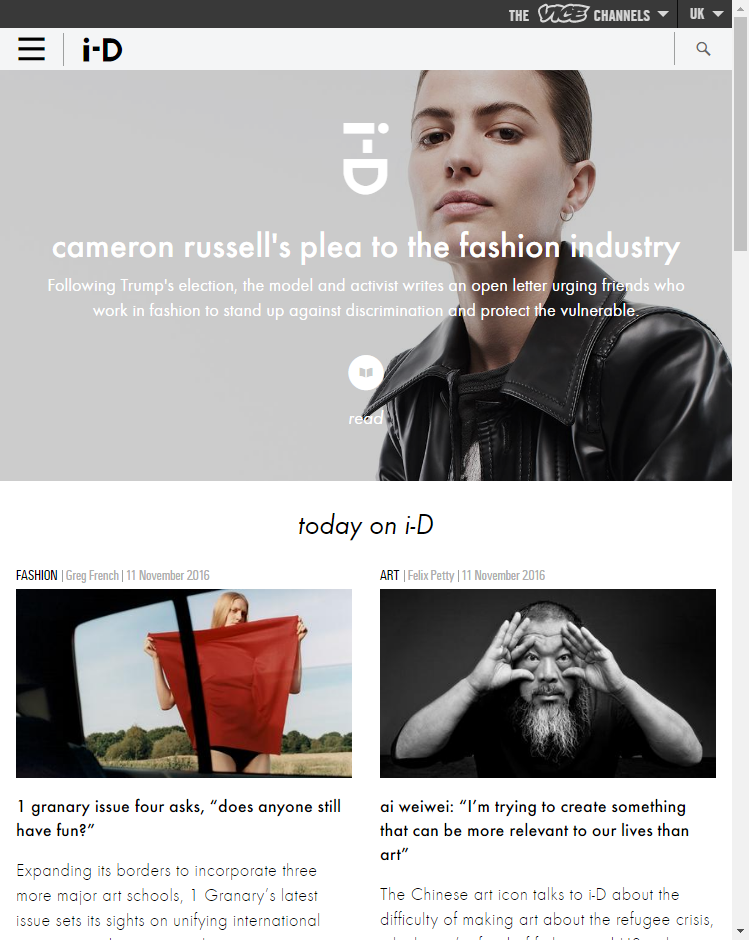 THE VICE CHANNELS UK
i-D
i-D
cameron russell's plea to the fashion industry
Following Trump's election, the model and activist writes an open letter urging friends who
work in fashion to stand up against discrimination and protect the vulnerable.
read
today on i-D
FASHION | Greg French | 11 November 2016
1 granary issue four asks, “does anyone still
have fun?”
Expanding its borders to incorporate three
more major art schools, 1 Granary’s latest
issue sets its sights on unifying international
ART | Felix Petty | 11 November 2016
ai weiwei: “I’m trying to create something
that can be more relevant to our lives than
art”
The Chinese art icon talks to i-D about the
difficulty of making art about the refugee crisis,